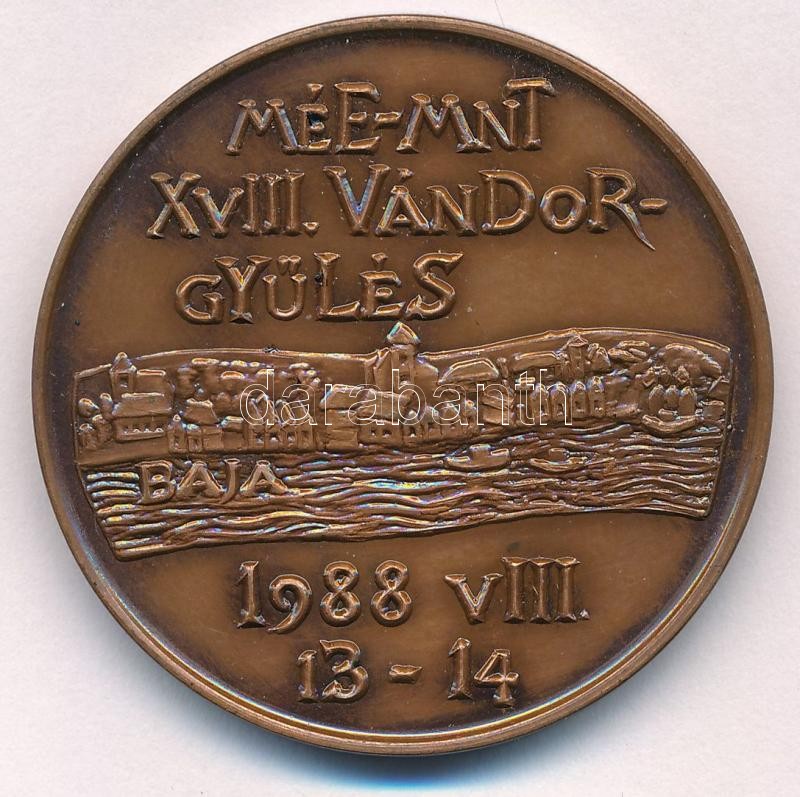 MÉE-MNT
XVIII. VÁNDOR-
GYŰLÉS
darabanth
BAJA
1988 VIII.
13-14